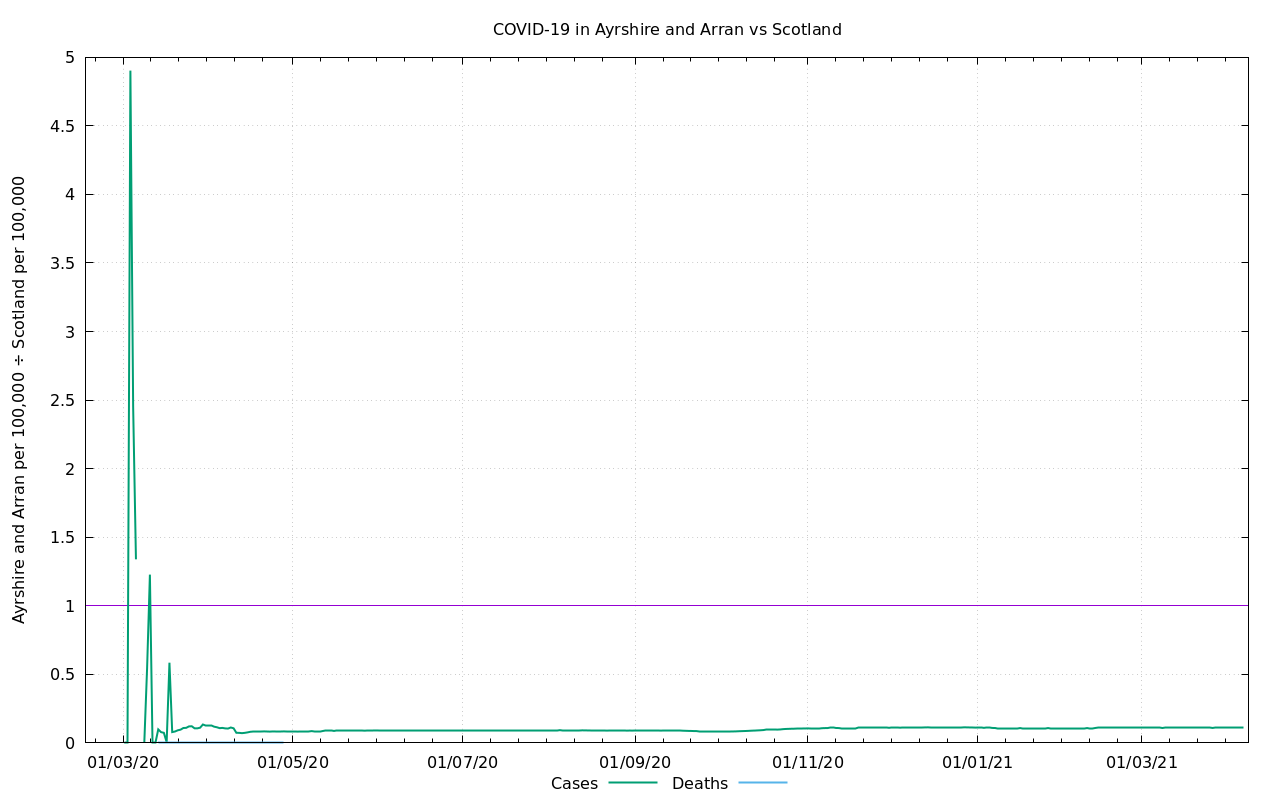 COVID-19 in Ayrshire and Arran vs Scotland
Ayrshire and Arran per 100,000 ÷ Scotland per 100,000
5
4.5
4
3.5
3
2.5
2
1.5
1
0.5
0
01/03/20 01/05/20 01/07/20 01/09/20 01/11/20 01/01/21 01/03/21
Cases Deaths